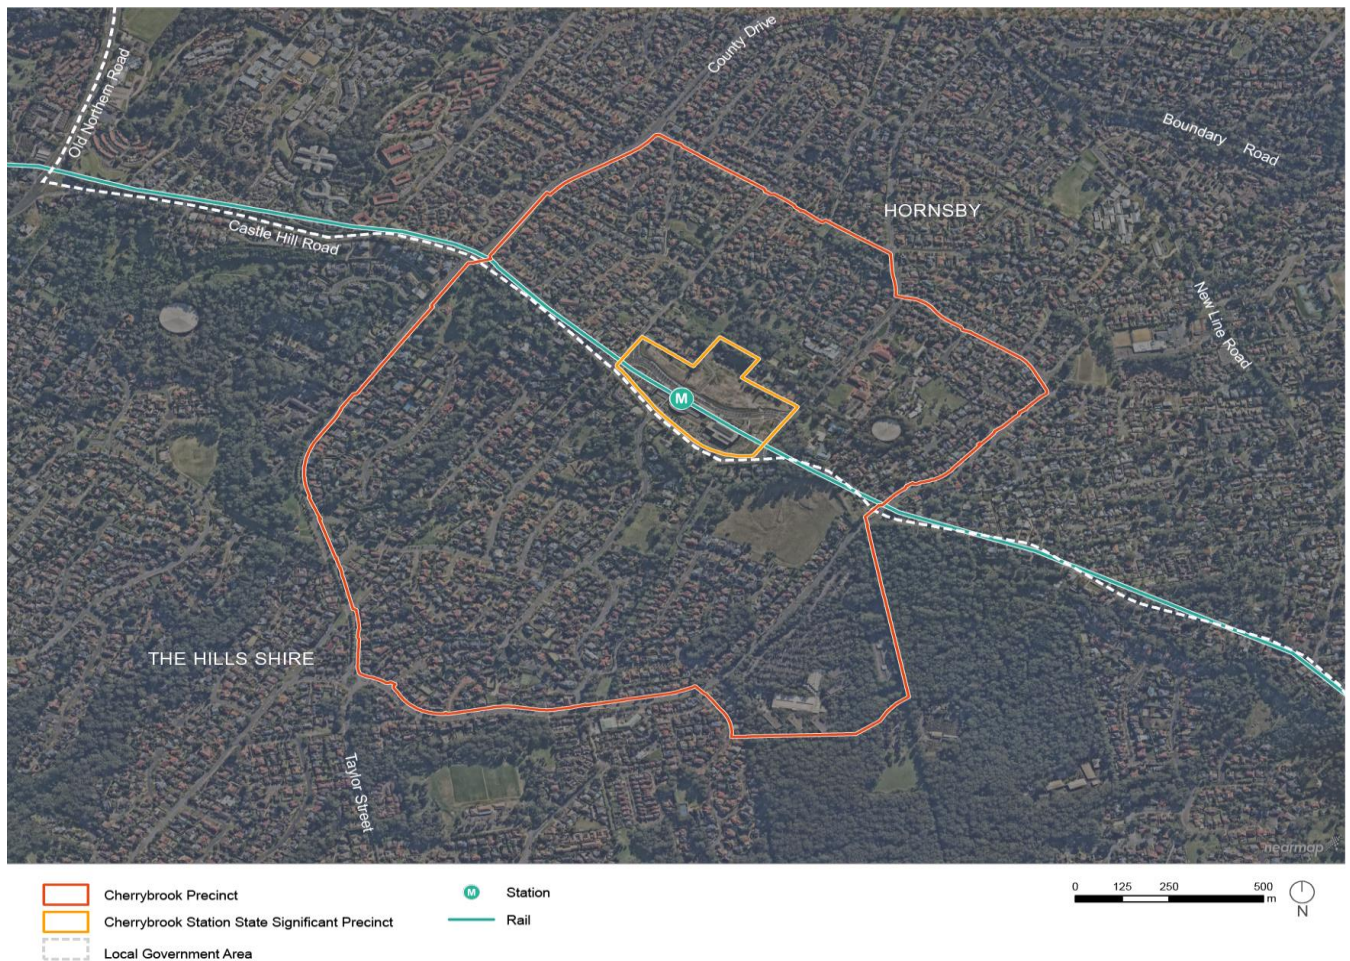 County Drive
Old Northern Road
Boundary Road
HORNSBY
Castle Hill Road
New Line Road
M
THE HILLS SHIRE
Taylor Street
nearmap
Cherrybrook Precinct
M Station
0 125 250 500 m
Cherrybrook Station State Significant Precinct
Rail
N
Local Government Area